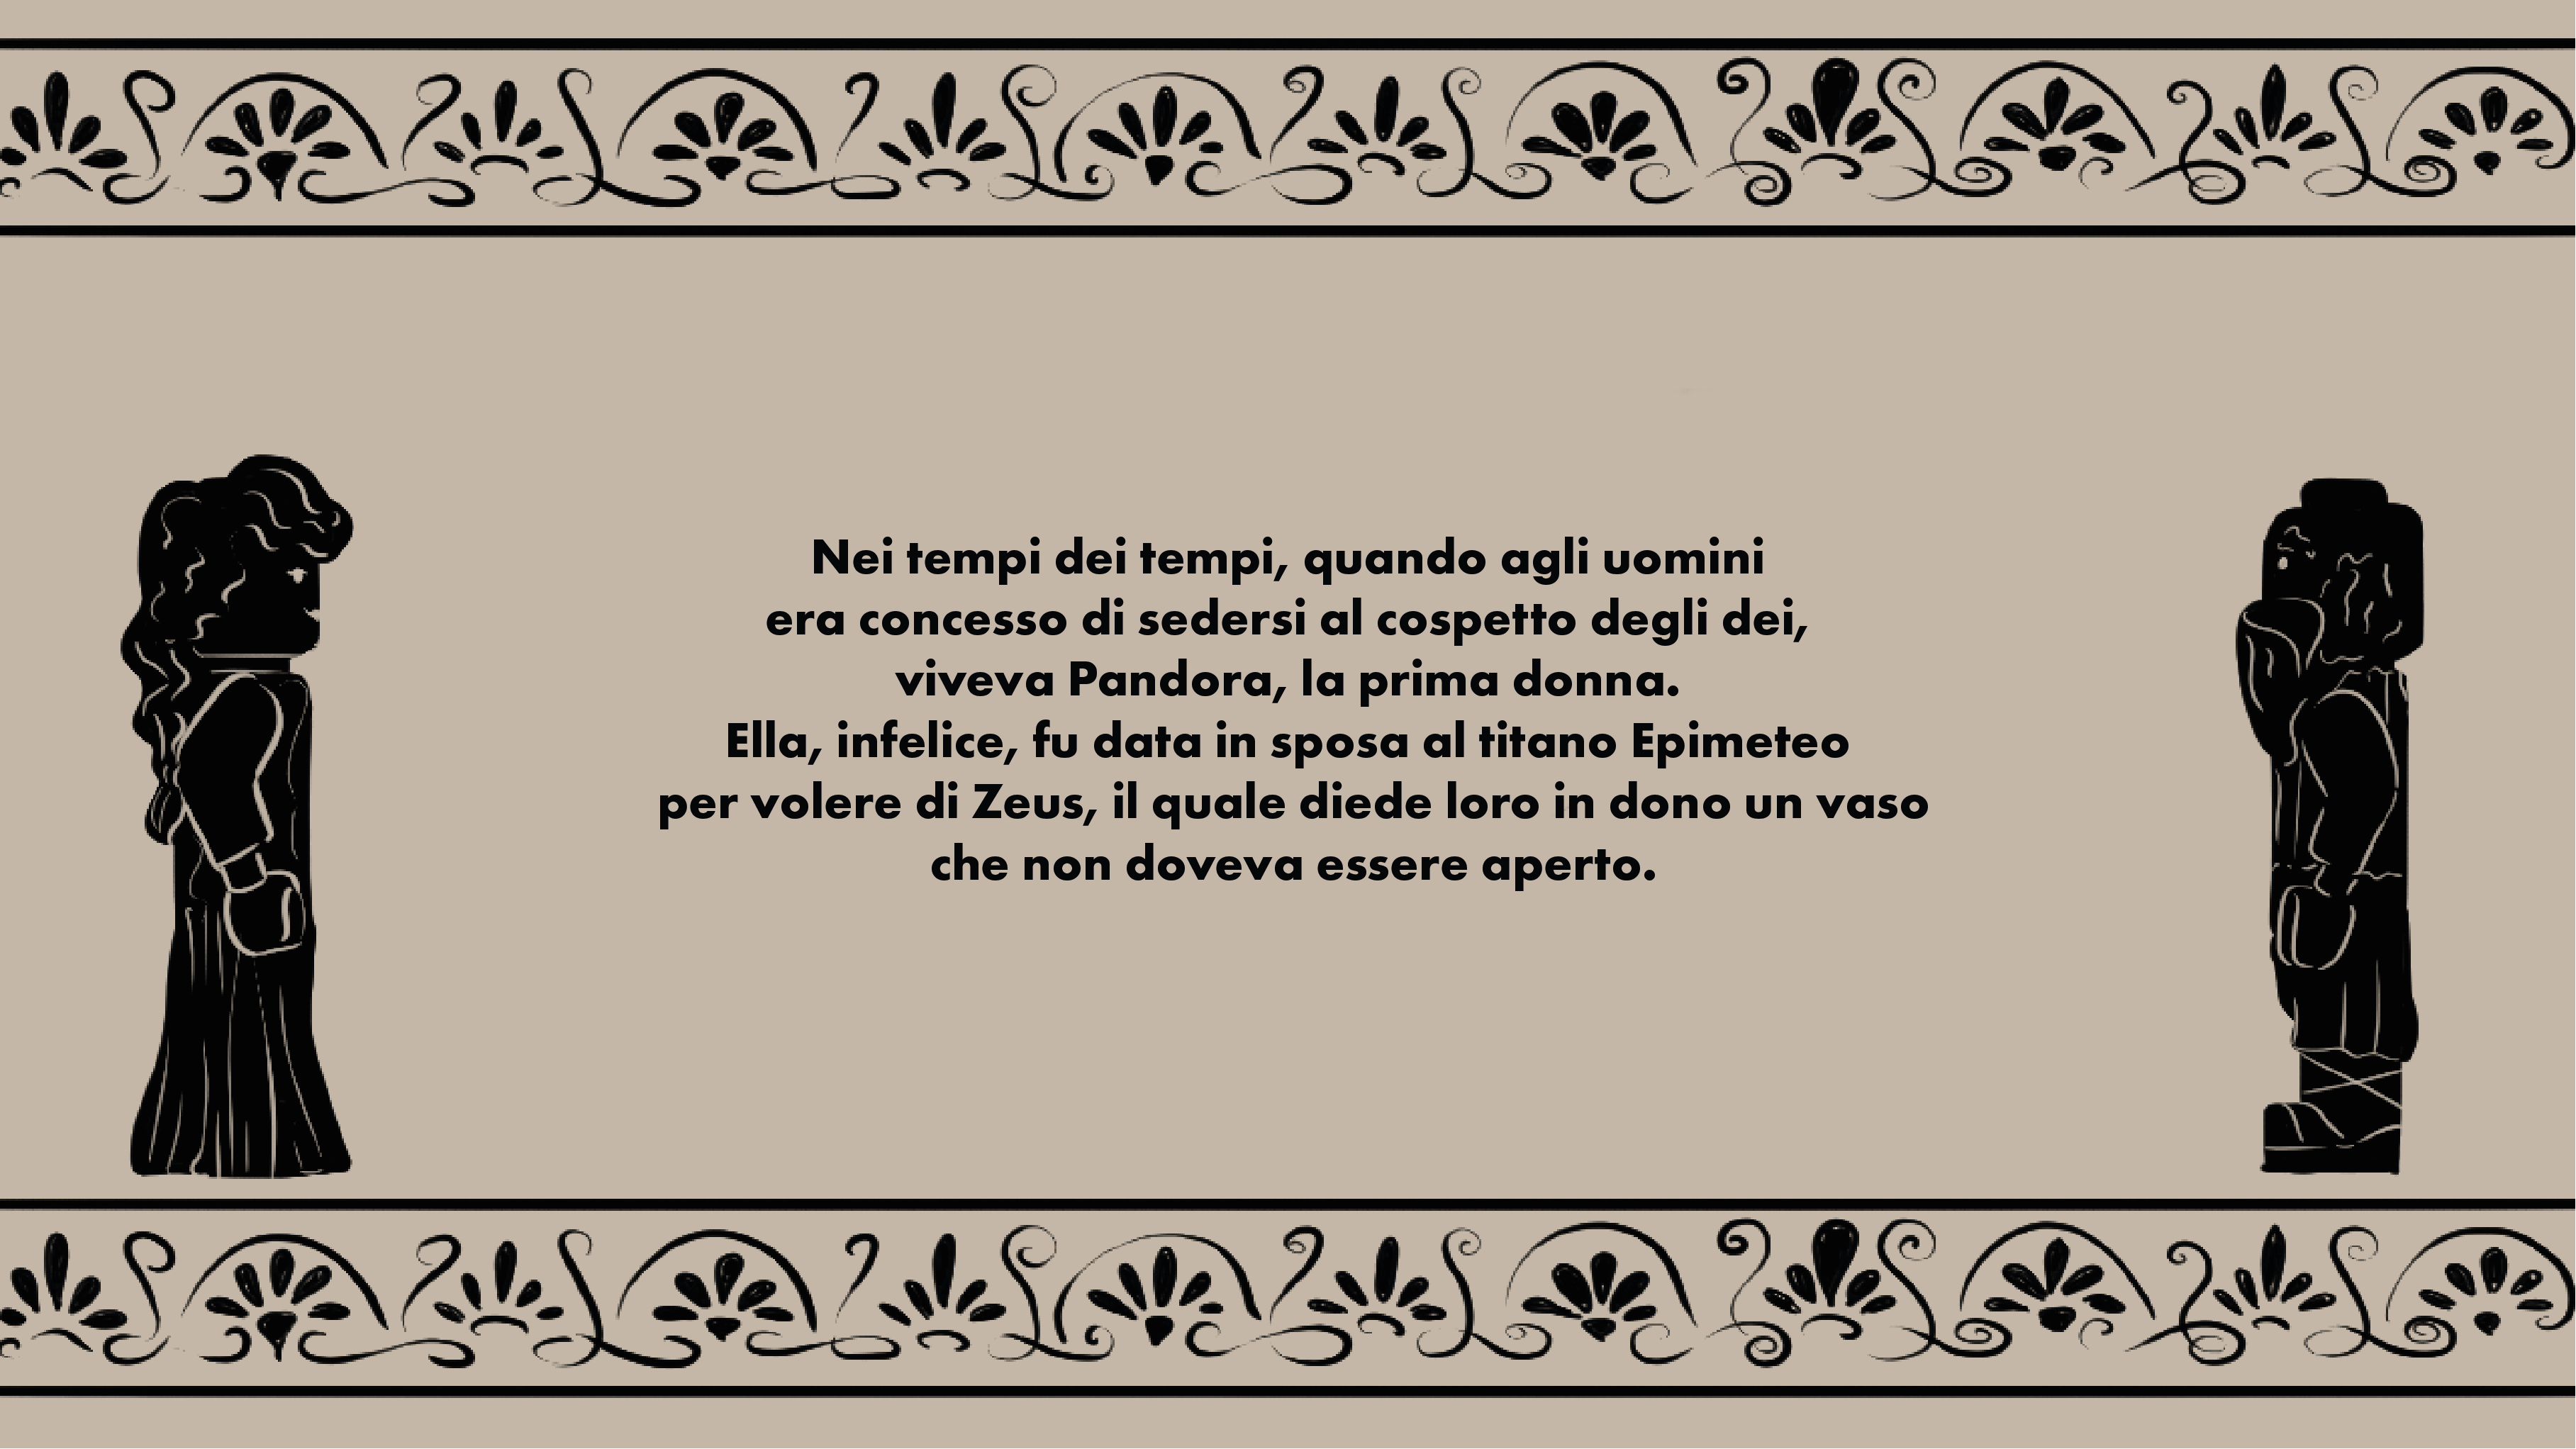 Nei tempi dei tempi, quando agli uomini
era concesso di sedersi al cospetto degli dei,
viveva Pandora, la prima donna.
Ella, infelice, fu data in sposa al titano Epimeteo
per volere di Zeus, il quale diede loro in dono un vaso
che non doveva essere aperto.